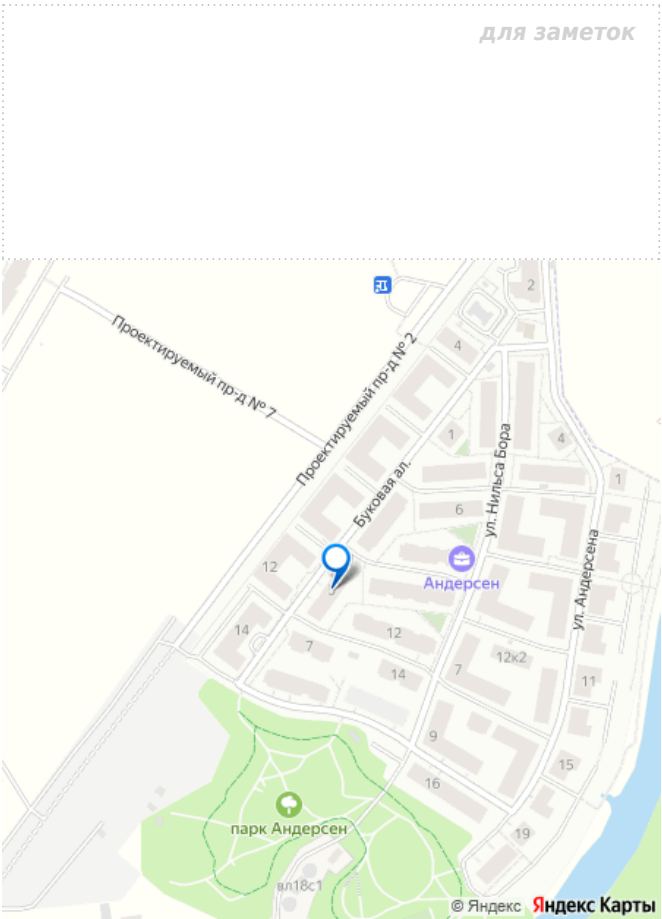 для заметок
2
Проектируемый пр-д № 7
Проектируемый пр-д № 2
4
1
4
Буковая ал.
ул. Нильса Бора
1
6
ул. Андерсена
12
Андерсен
14
12
7
12к2
14
7
11
9
15
16
парк Андерсен
19
вл18с1
© Яндекс Яндекс Карты